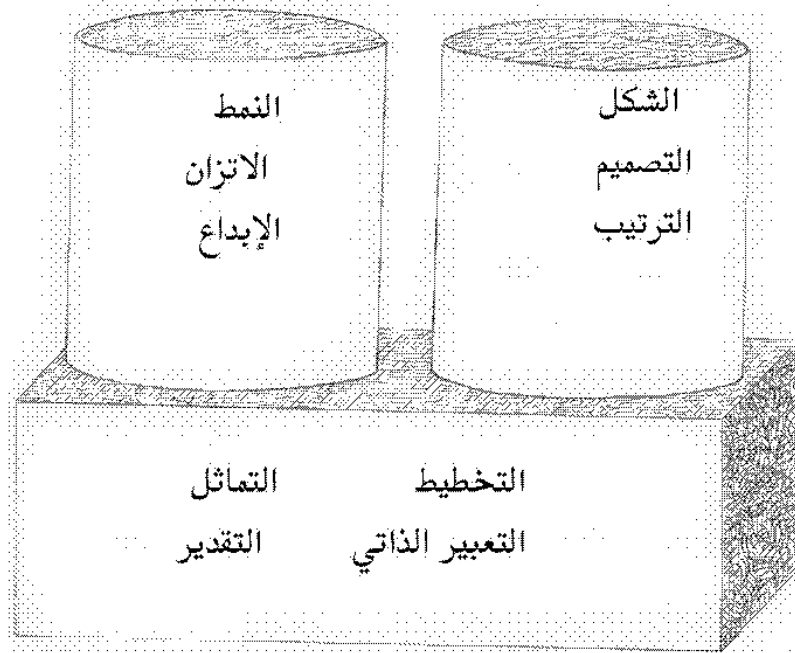 الشكل
التصميم
الترتيب
النمط
الاتزان
الإبداع
التخطيط التماثل
التعبير الذاتي التقدير